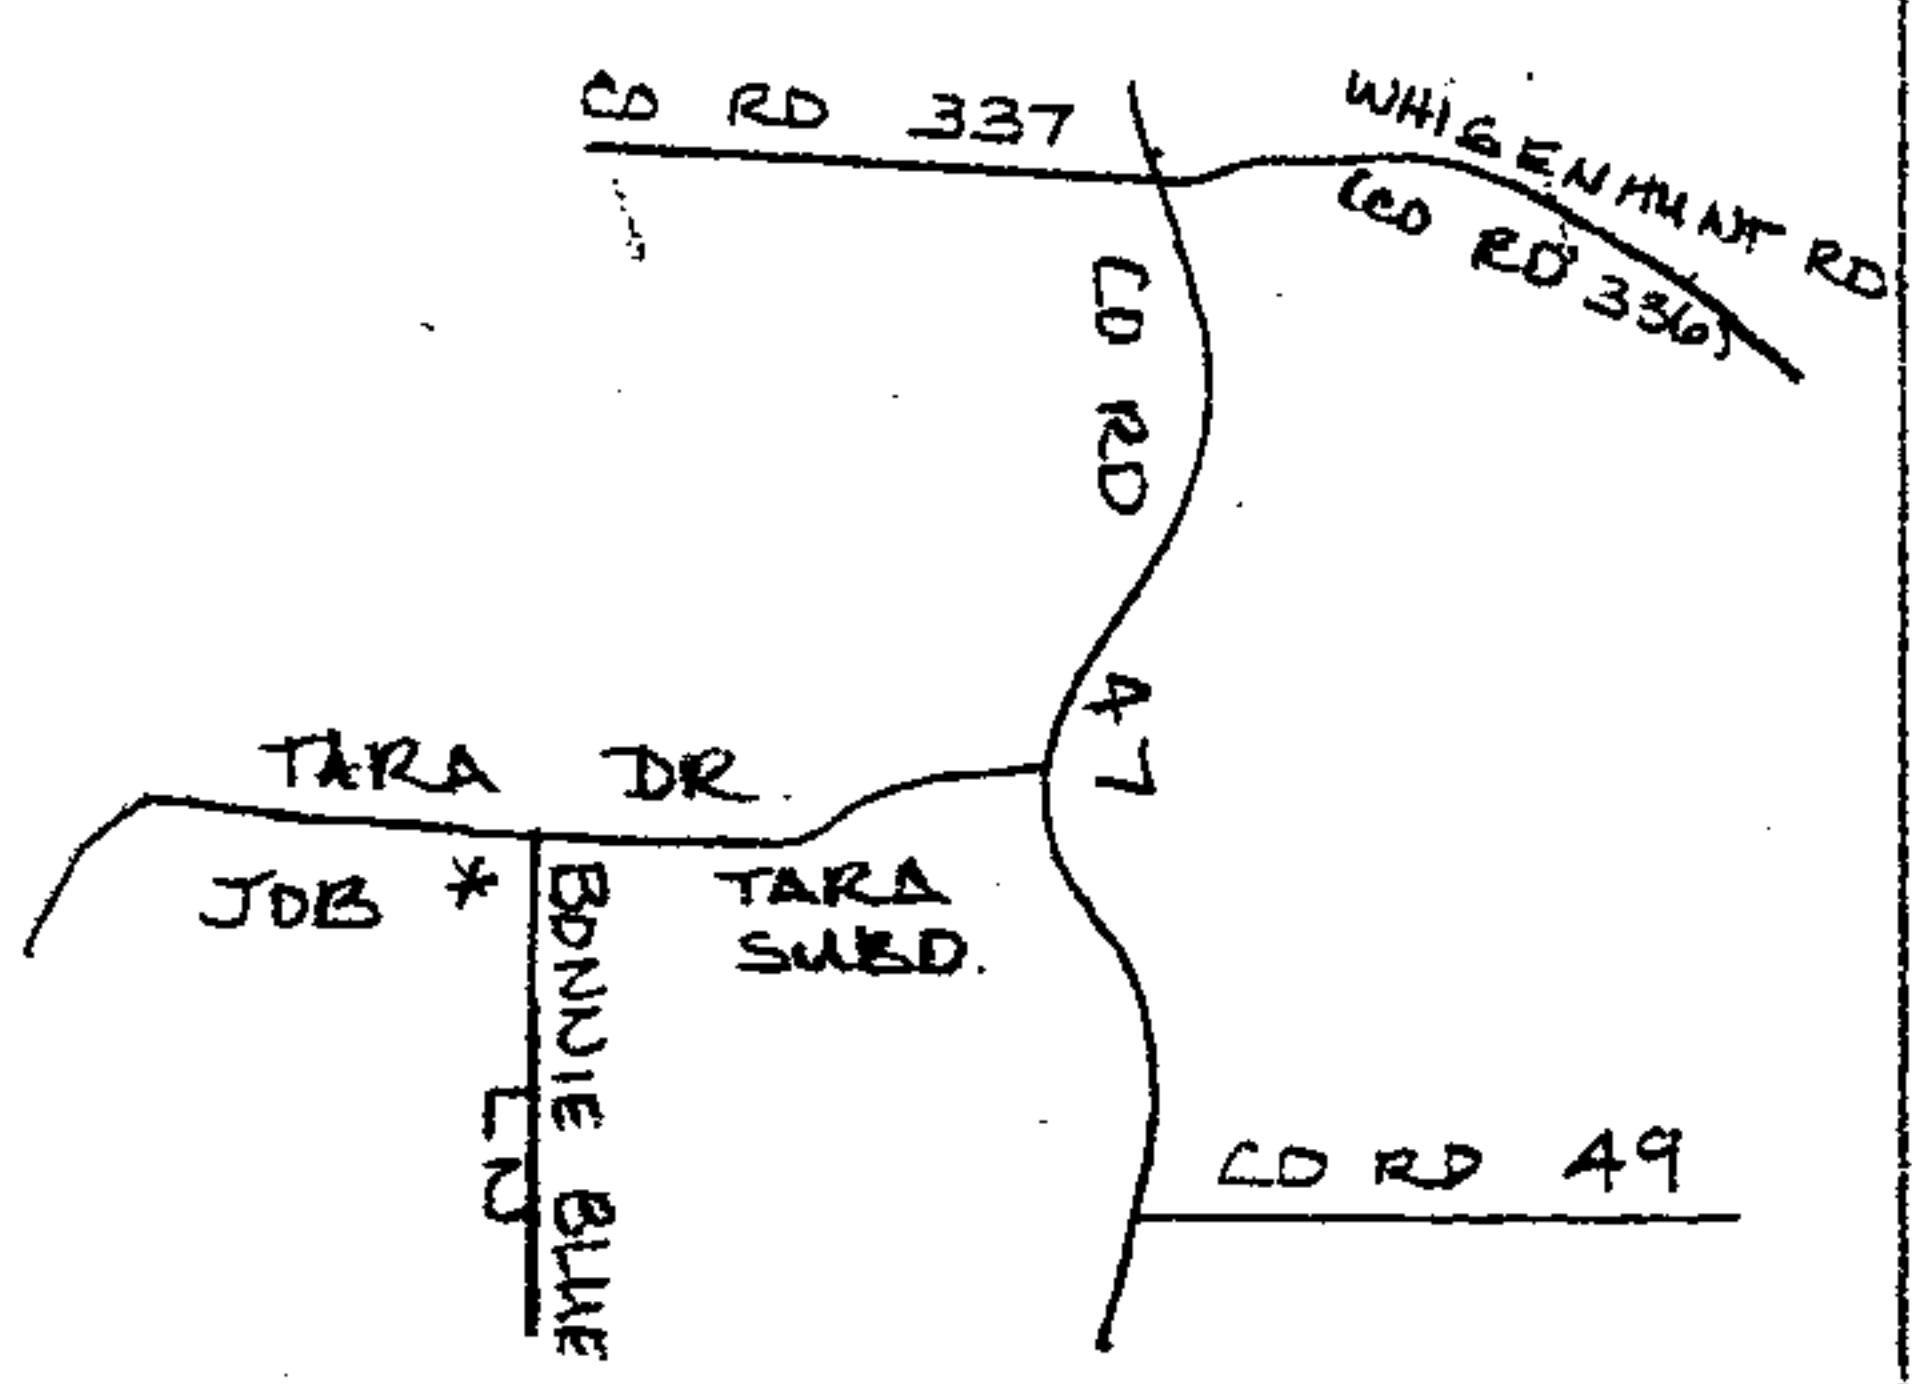 CO RD 337
WHIGENHUNT RD
(CO RD 336)
CO RD 47
TARA DR
JOB *
TARA
SUBD.
BONNIE BLUE
LN
CO RD 49